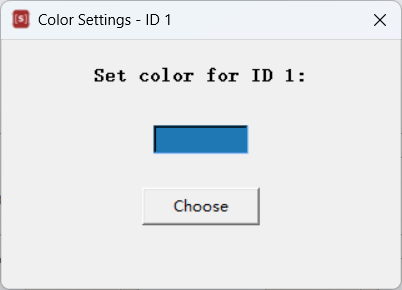 [S]
Color Settings - ID 1
Set color for ID 1:
Choose